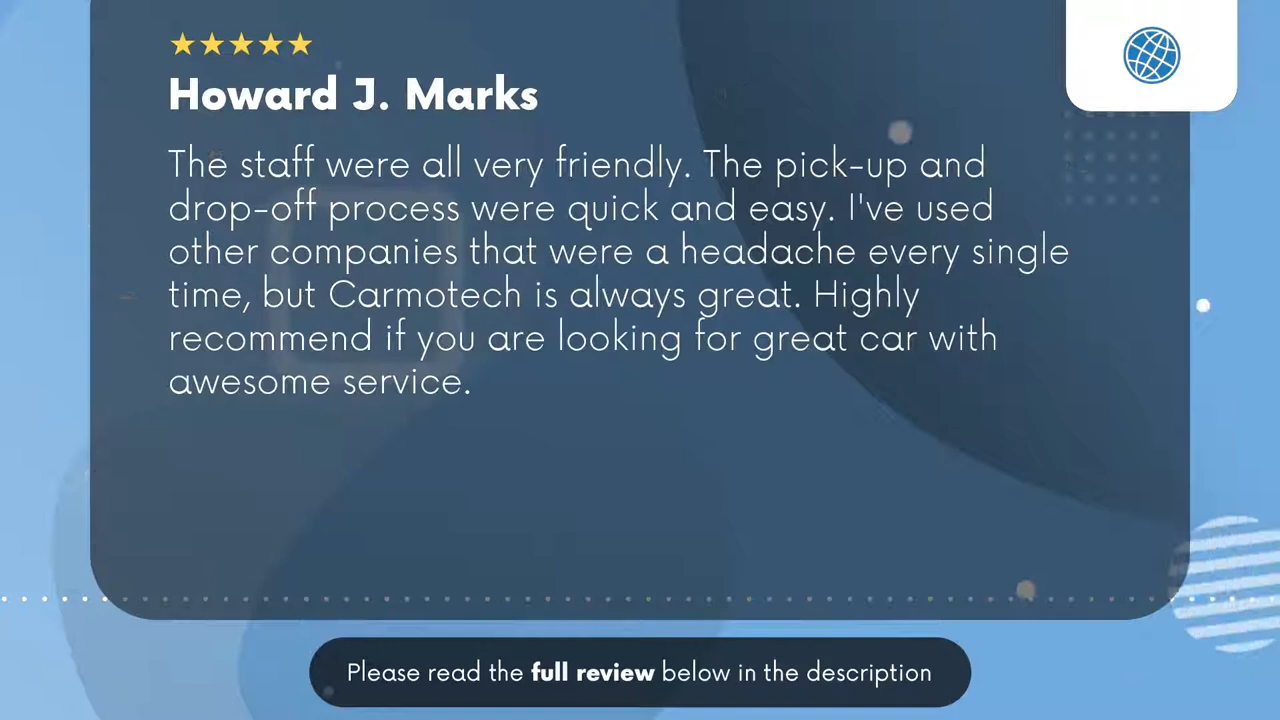 Howard J. Marks
The staff were all very friendly. The pick-up and
drop-off process were quick and easy. I've used
other companies that were a headache every single
time, but Carmotech is always great. Highly
recommend if you are looking for great car with
awesome service.
Please read the full review below in the description